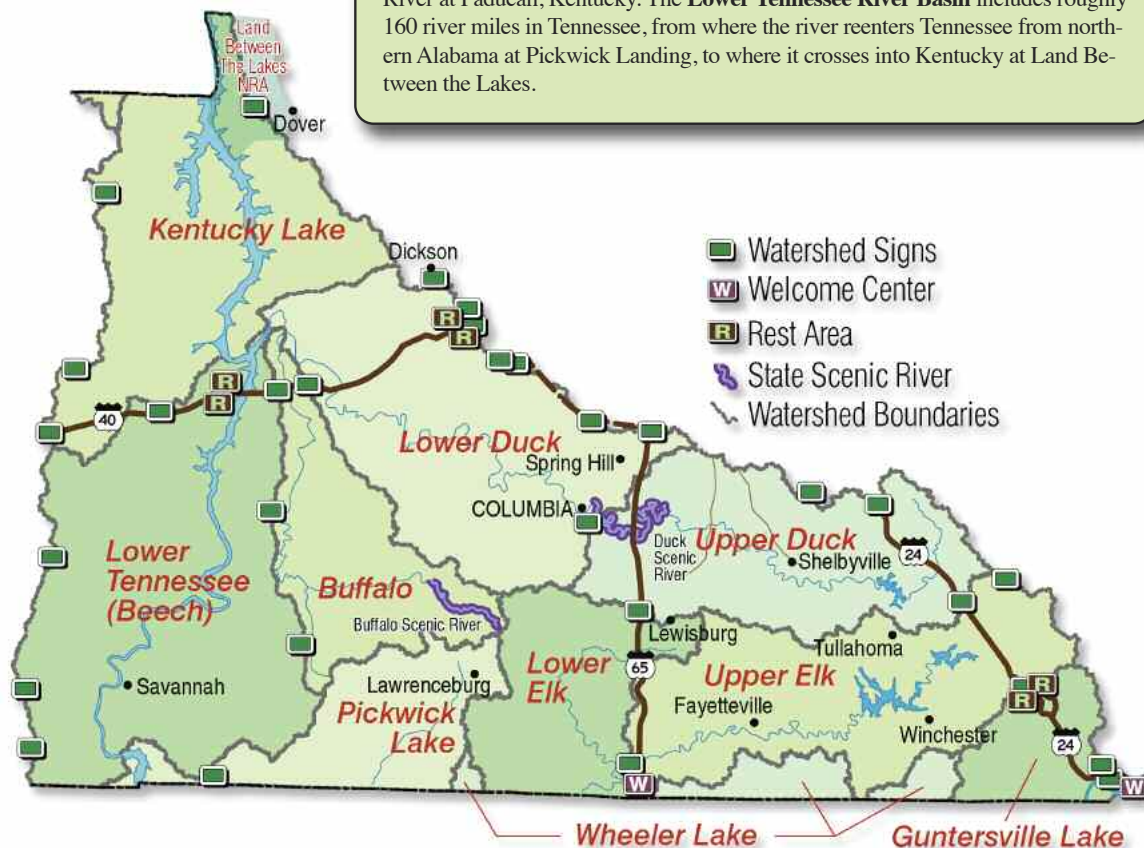 River at Paducah, Kentucky. The Lower Tennessee River Basin includes roughly
160 river miles in Tennessee, from where the river reenters Tennessee from north-
ern Alabama at Pickwick Landing, to where it crosses into Kentucky at Land Be-
tween the Lakes.
Land
Between
The Lakes
NRA
Dover
Kentucky Lake
Dickson
Watershed Signs
W Welcome Center
R Rest Area
State Scenic River
Watershed Boundaries
R
R
R
R
40
Lower Duck
Spring Hill
COLUMBIA
Duck
Scenic
River
Upper Duck
Shelbyville
24
Lower
Tennessee
(Beech)
Buffalo
Buffalo Scenic River
Lewisburg
Tullahoma
Lower
Elk
65
Upper Elk
Savannah
Lawrenceburg
Pickwick
Lake
Fayetteville
Winchester
R
R
24
W
W
Wheeler Lake
Guntersville Lake